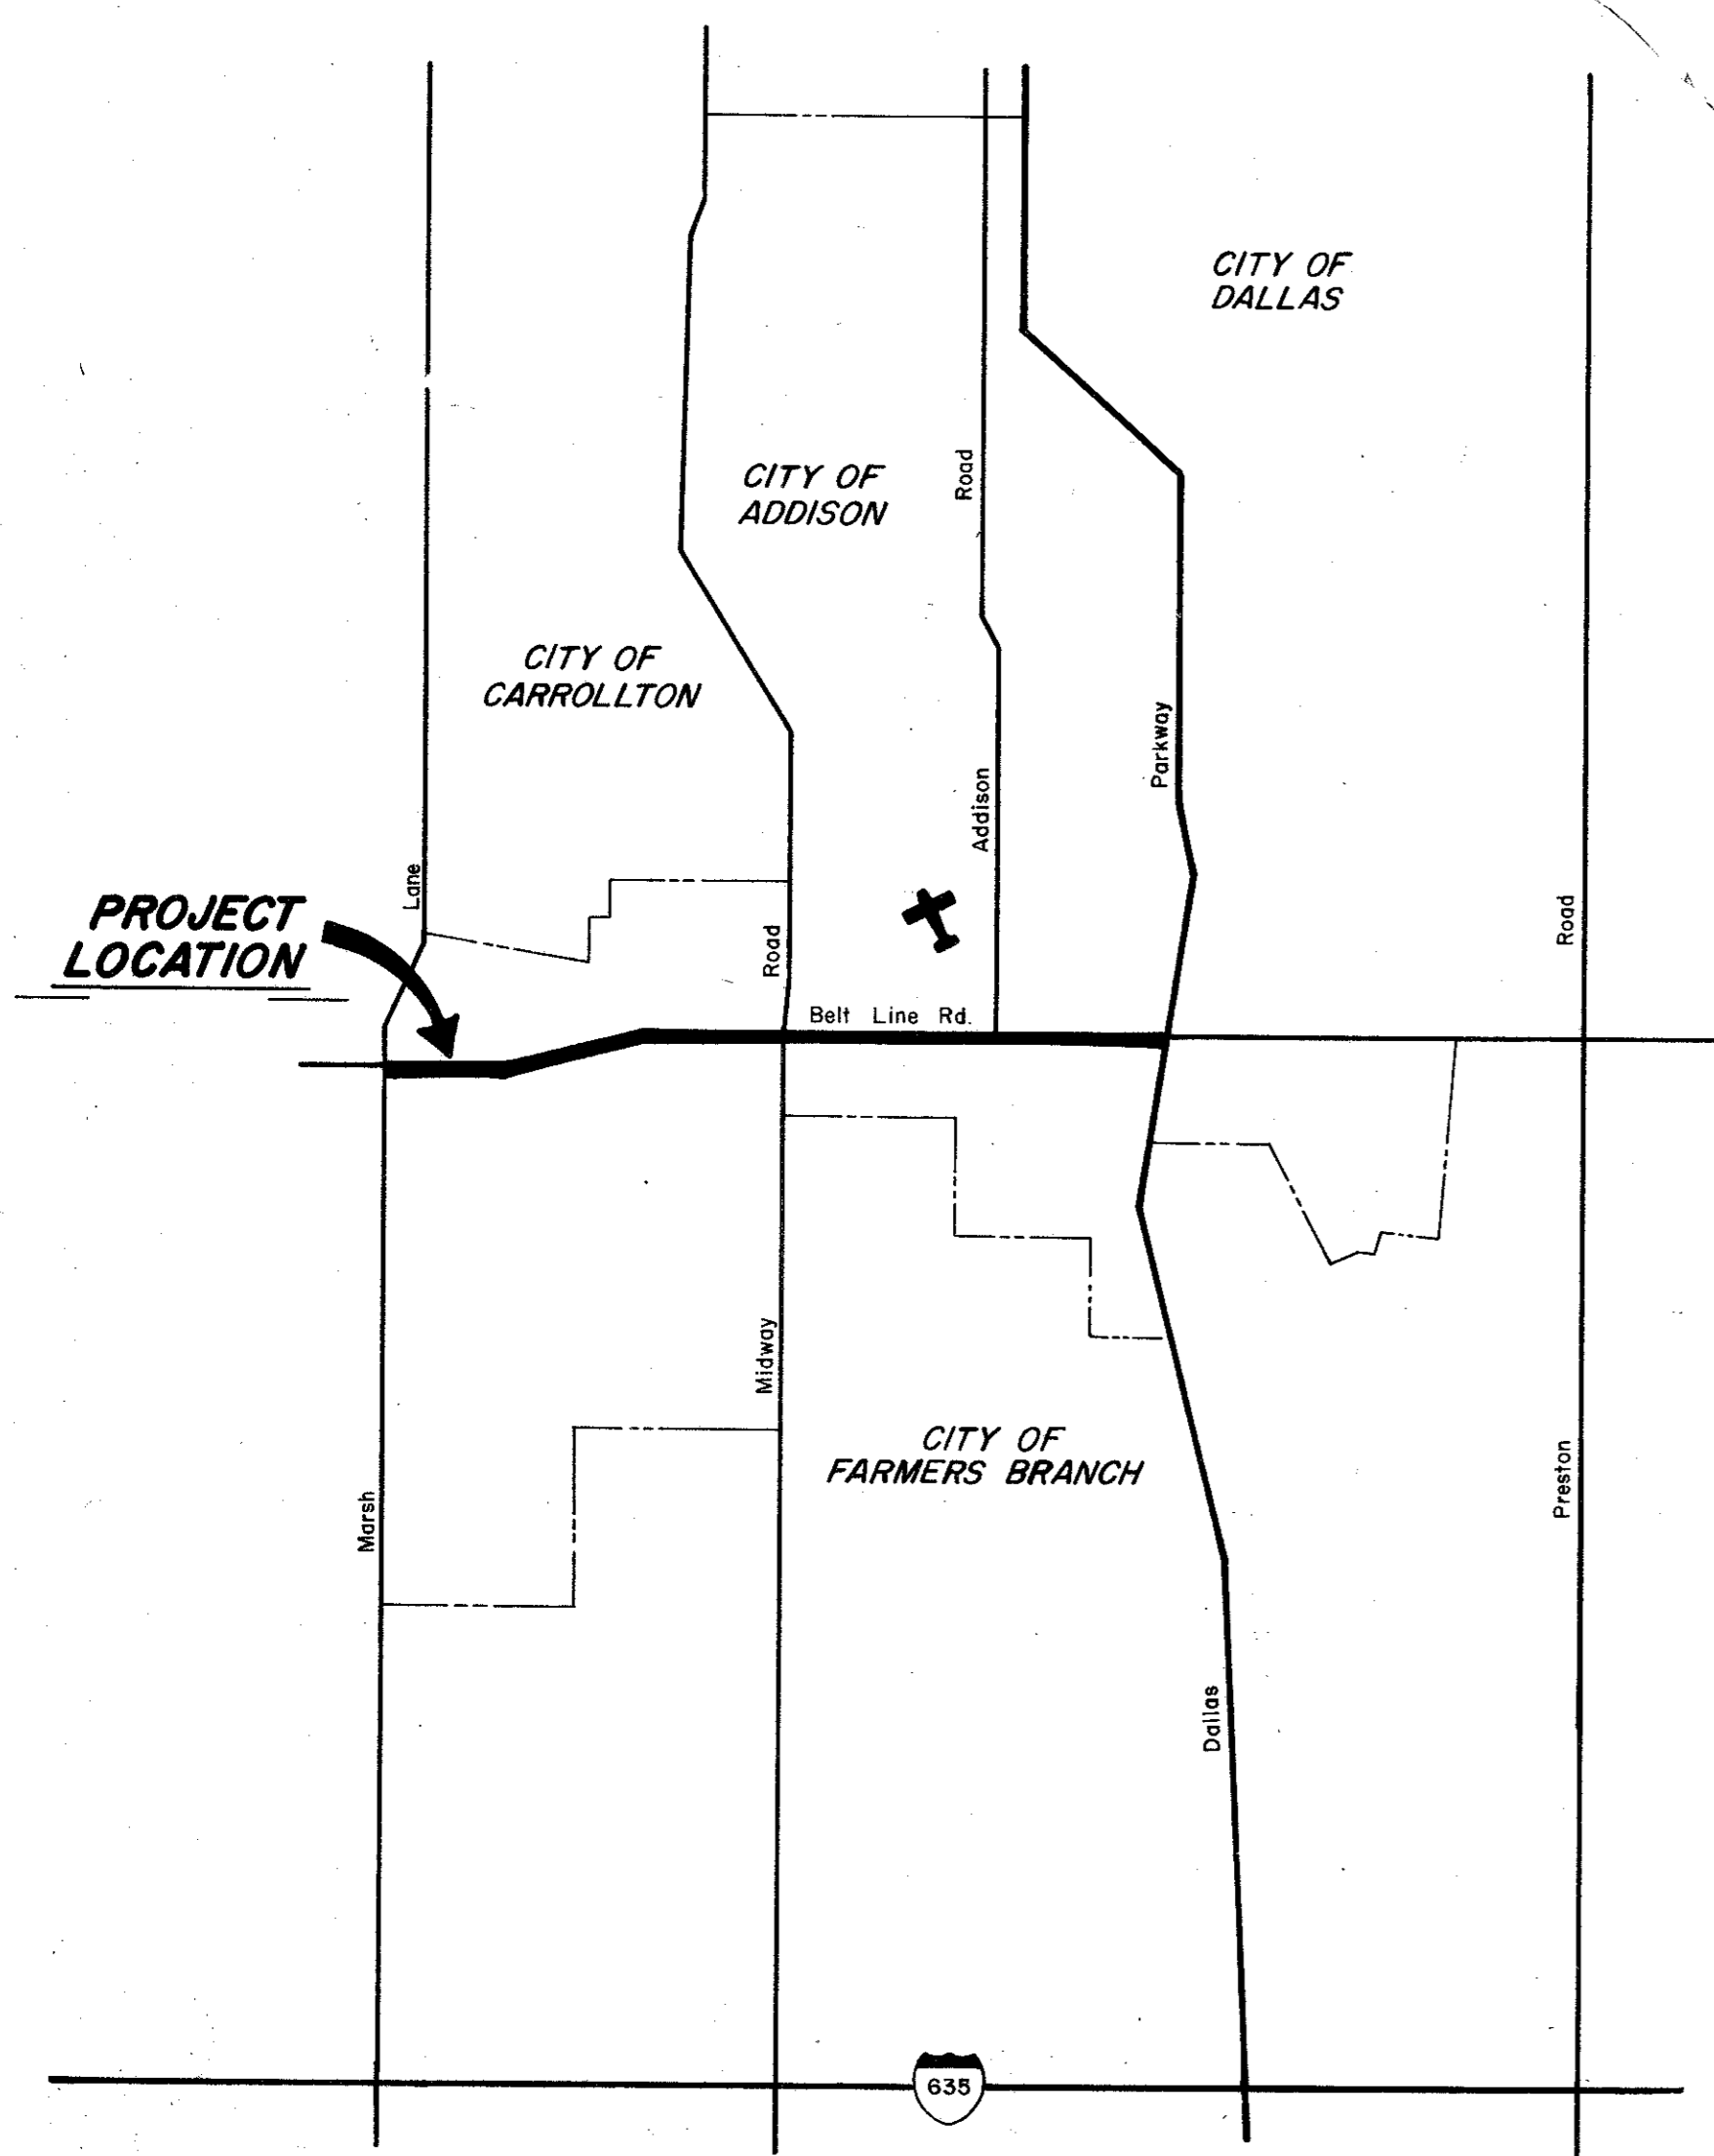 CITY OF
DALLAS
CITY OF
ADDISON
Road
CITY OF
CARROLLTON
Parkway
Addison
Lane
PROJECT
LOCATION
Road
Road
Belt Line Rd.
Midway
CITY OF
FARMERS BRANCH
Marsh
Preston
Dallas
635